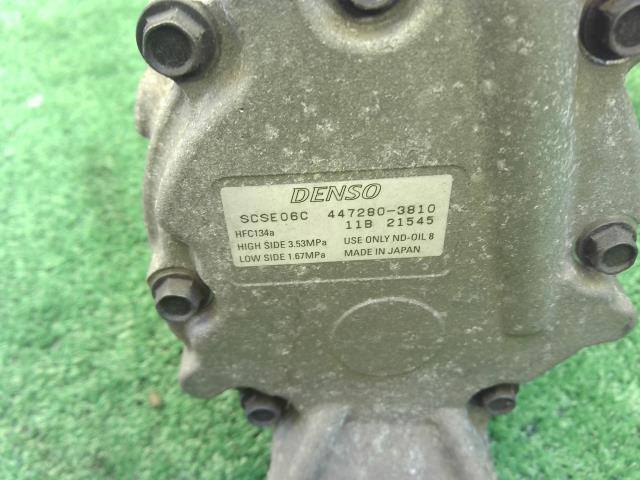 DENSO
SCSE06C 447280-3810
11B 21545
HFC134a
HIGH SIDE 3.53MPa USE ONLY ND-OIL 8
LOW SIDE 1.67MPa MADE IN JAPAN